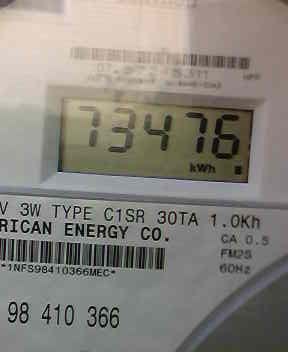 73476
kWh
V 3W TYPE C1SR 30TA 1.0Kh
RICAN ENERGY CO.
CA 0.5
FM2S
60Hz
*1NFS98410366MEC*
98 410 366